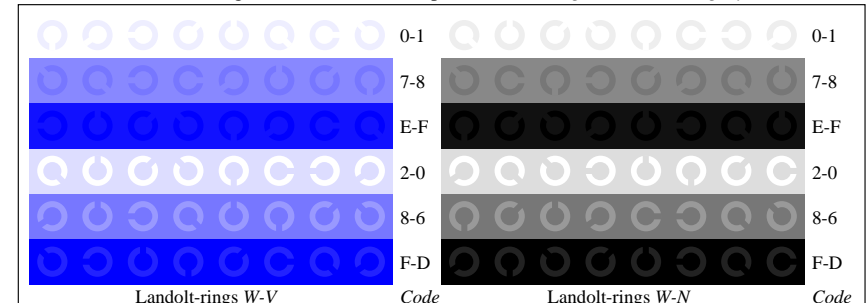 0-1 0-1
7-8 7-8
E-F E-F
2-0 2-0
8-6 8-6
F-D F-D
Landolt-rings W-V Code Landolt-rings W-N Code